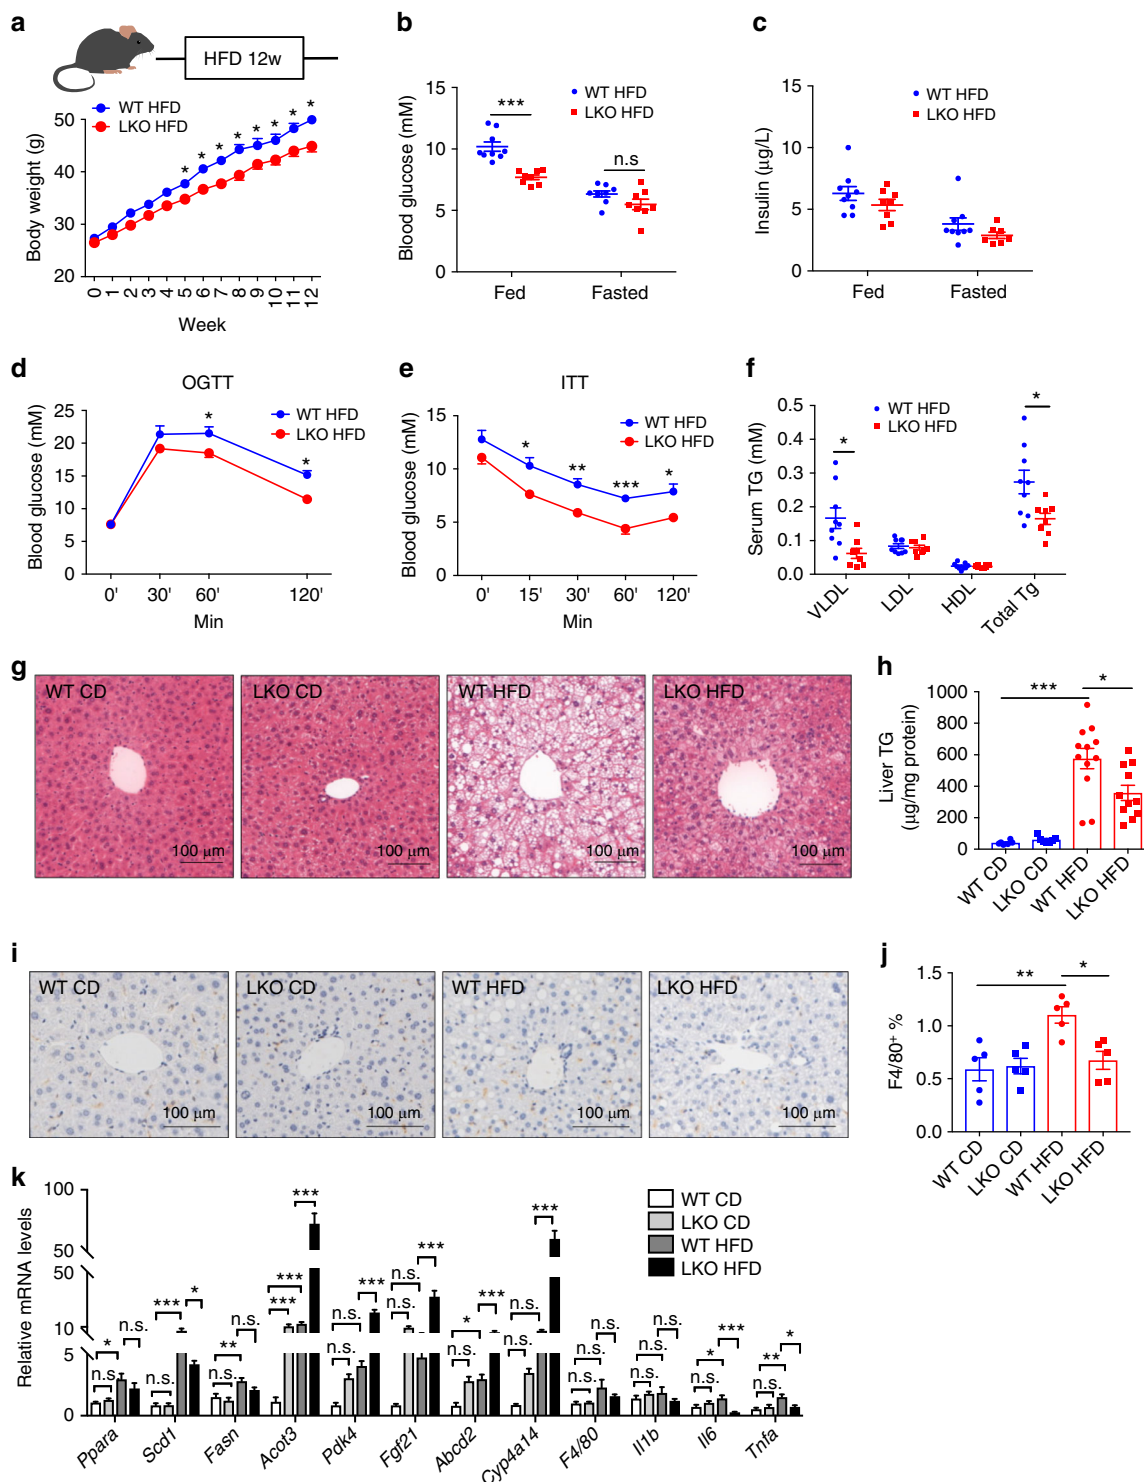 a
HFD 12w
WT HFD
LKO HFD
Body weight (g)
50
40
30
20
* * * * * * * *
0 1 2 3 4 5 6 7 8 9 10 11 12
Week
b
Blood glucose (mM)
15
10
5
0
WT HFD
LKO HFD
***
n.s
Fed Fasted
c
Insulin (μg/L)
15
10
5
0
WT HFD
LKO HFD
Fed Fasted
d
OGTT
Blood glucose (mM)
25
20
15
10
5
0
WT HFD
LKO HFD
* *
0' 30' 60' 120'
Min
e
ITT
Blood glucose (mM)
15
10
5
0
WT HFD
LKO HFD
* ** *** *
0' 15' 30' 60' 120'
Min
f
Serum TG (mM)
0.5
0.4
0.3
0.2
0.1
0.0
WT HFD
LKO HFD
* *
VLDL LDL HDL Total Tg
g
WT CD LKO CD WT HFD LKO HFD
100 μm 100 μm 100 μm 100 μm
h
Liver TG
(μg/mg protein)
1000
800
600
400
200
0
*** *
WT CD LKO CD WT HFD LKO HFD
i
WT CD LKO CD WT HFD LKO HFD
100 μm 100 μm 100 μm 100 μm
j
F4/80+ %
1.5
1.0
0.5
0.0
** *
WT CD LKO CD WT HFD LKO HFD
k
Relative mRNA levels
100
50
50
10
5
0
WT CD
LKO CD
WT HFD
LKO HFD
n.s. * n.s.
n.s. *** *
n.s. ** n.s.
*** *** ***
n.s. n.s. ***
n.s. n.s. ***
n.s. * ***
n.s. n.s. ***
n.s. n.s. n.s.
n.s. n.s. n.s.
n.s. * ***
n.s. ** *
Ppara Scd1 Fasn Acot3 Pdk4 Fgf21 Abcd2 Cyp4a14 F4/80 Il1b Il6 Tnfa